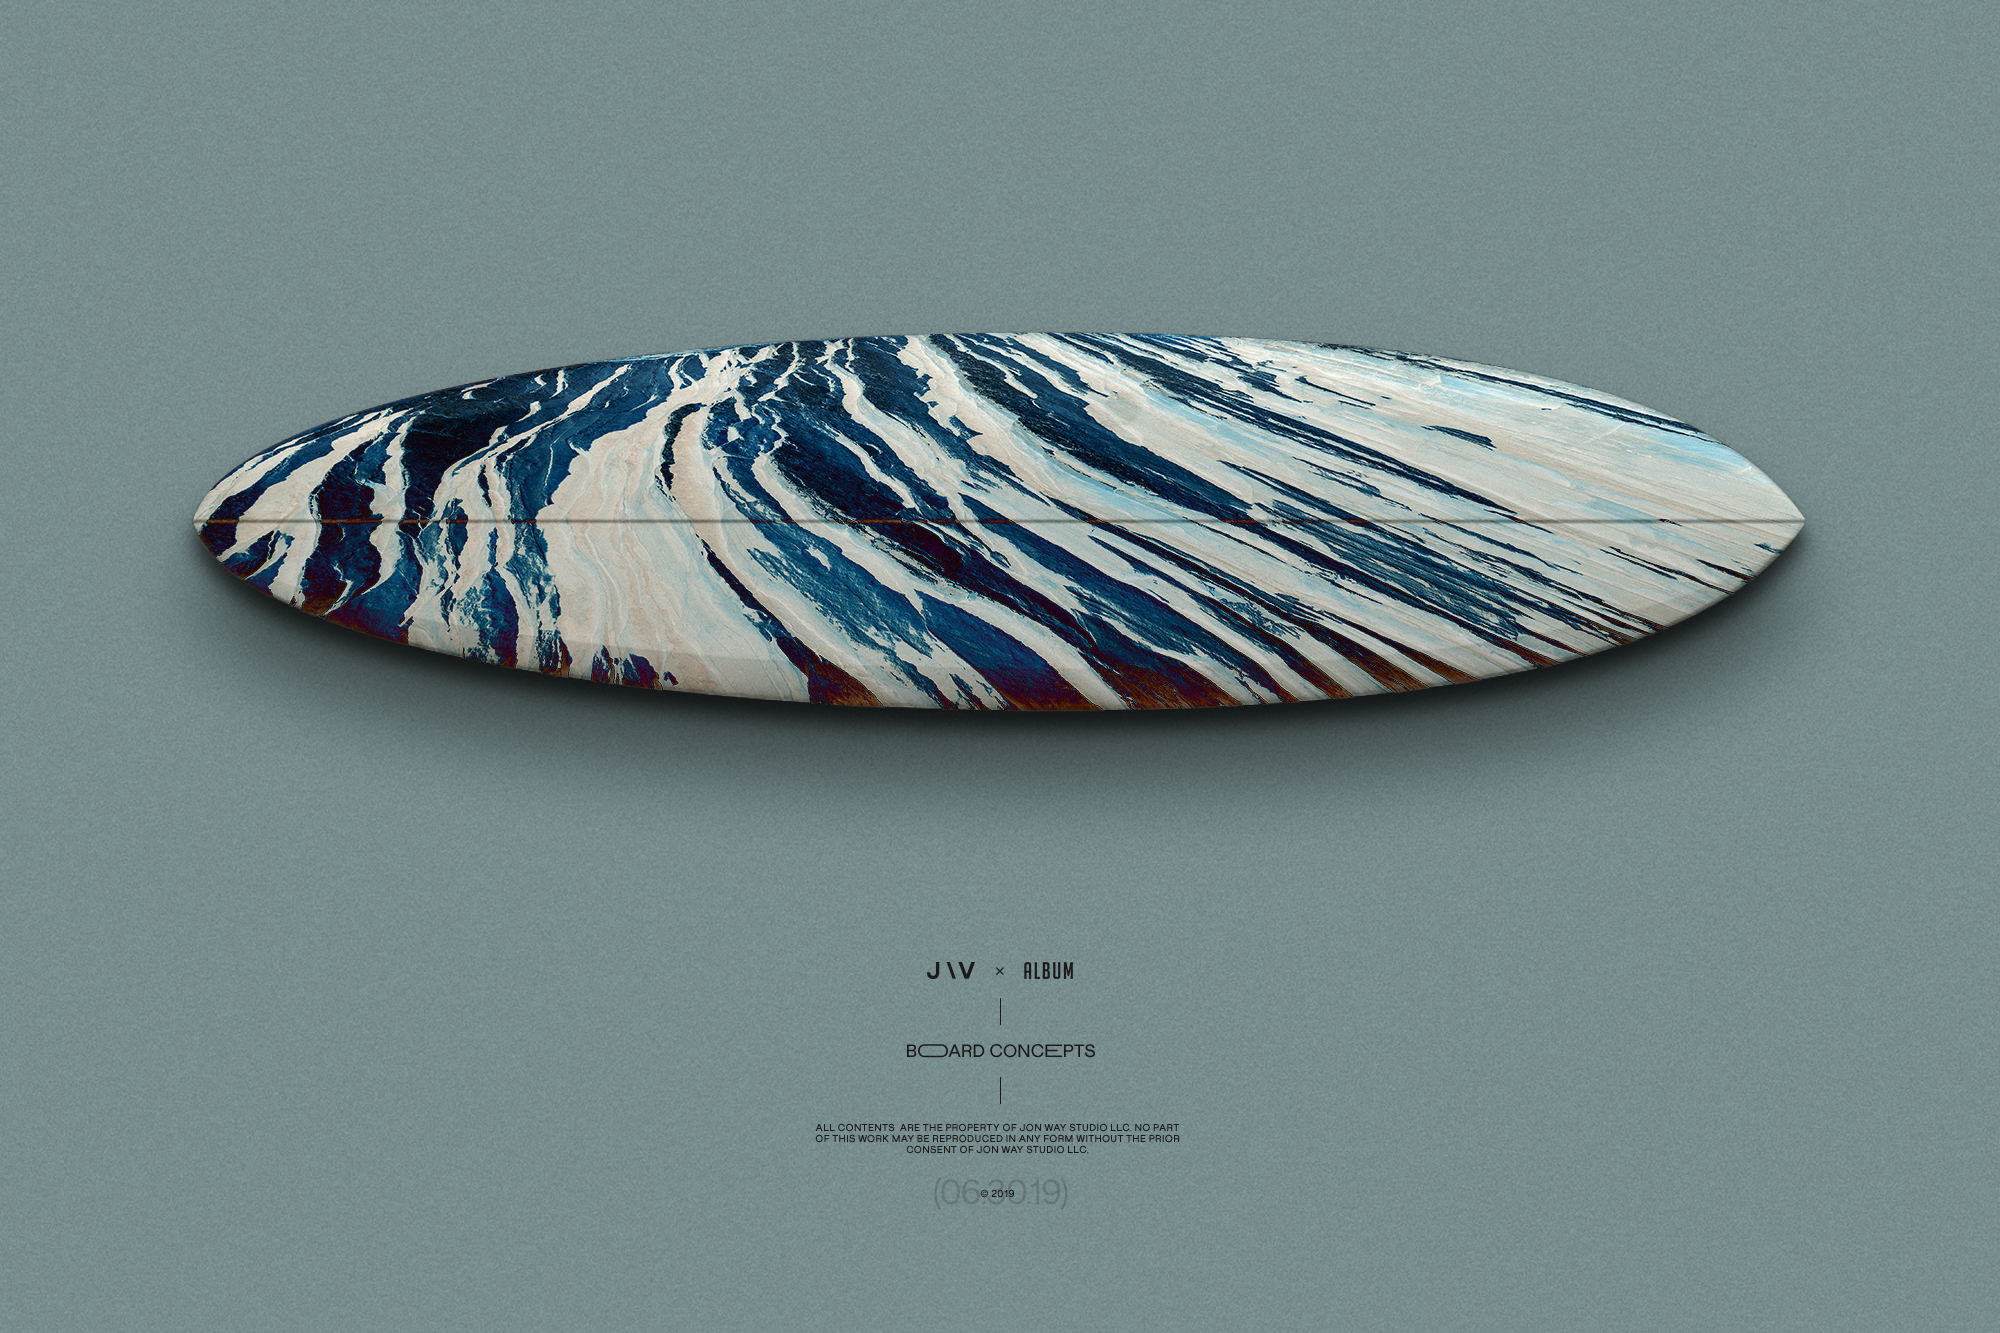 J\V × ALBUM
BOARD CONCEPTS
ALL CONTENTS ARE THE PROPERTY OF JON WAY STUDIO LLC. NO PART
OF THIS WORK MAY BE REPRODUCED IN ANY FORM WITHOUT THE PRIOR
CONSENT OF JON WAY STUDIO LLC.
(06.30.19)
© 2019